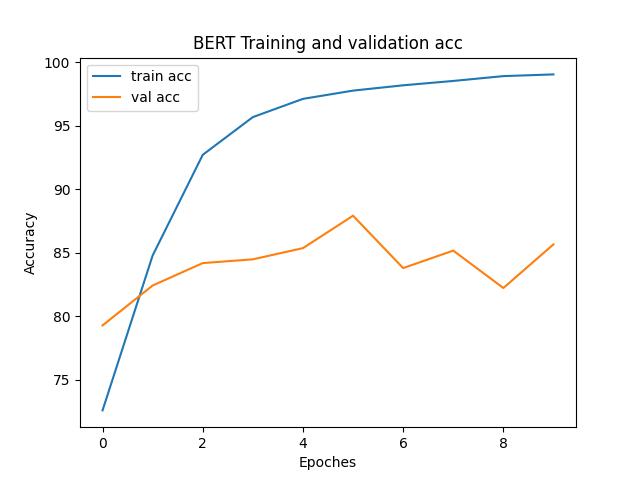 BERT Training and validation acc
train acc
val acc
100
95
90
85
80
75
Accuracy
0 2 4 6 8
Epoches